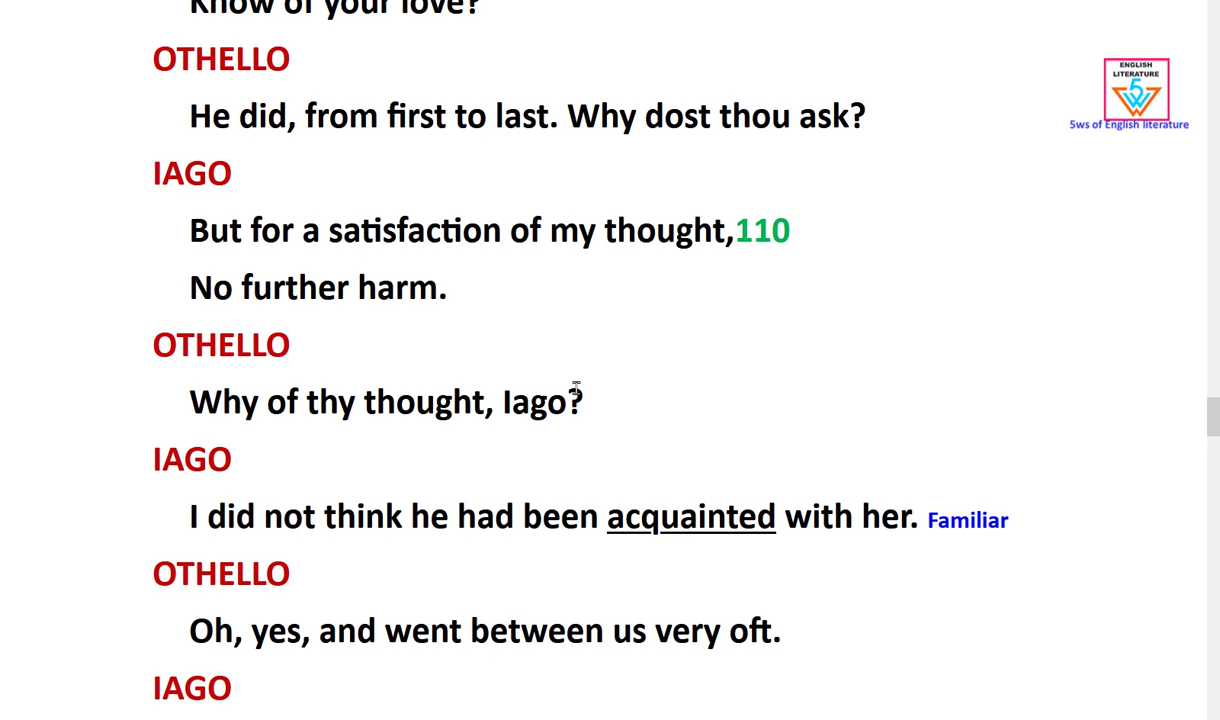 Know of your love?
OTHELLO
ENGLISH
LITERATURE
5
W
5ws of English literature
He did, from first to last. Why dost thou ask?
IAGO
But for a satisfaction of my thought,110
No further harm.
OTHELLO
Why of thy thought, Iago?
IAGO
I did not think he had been acquainted with her. Familiar
OTHELLO
Oh, yes, and went between us very oft.
IAGO